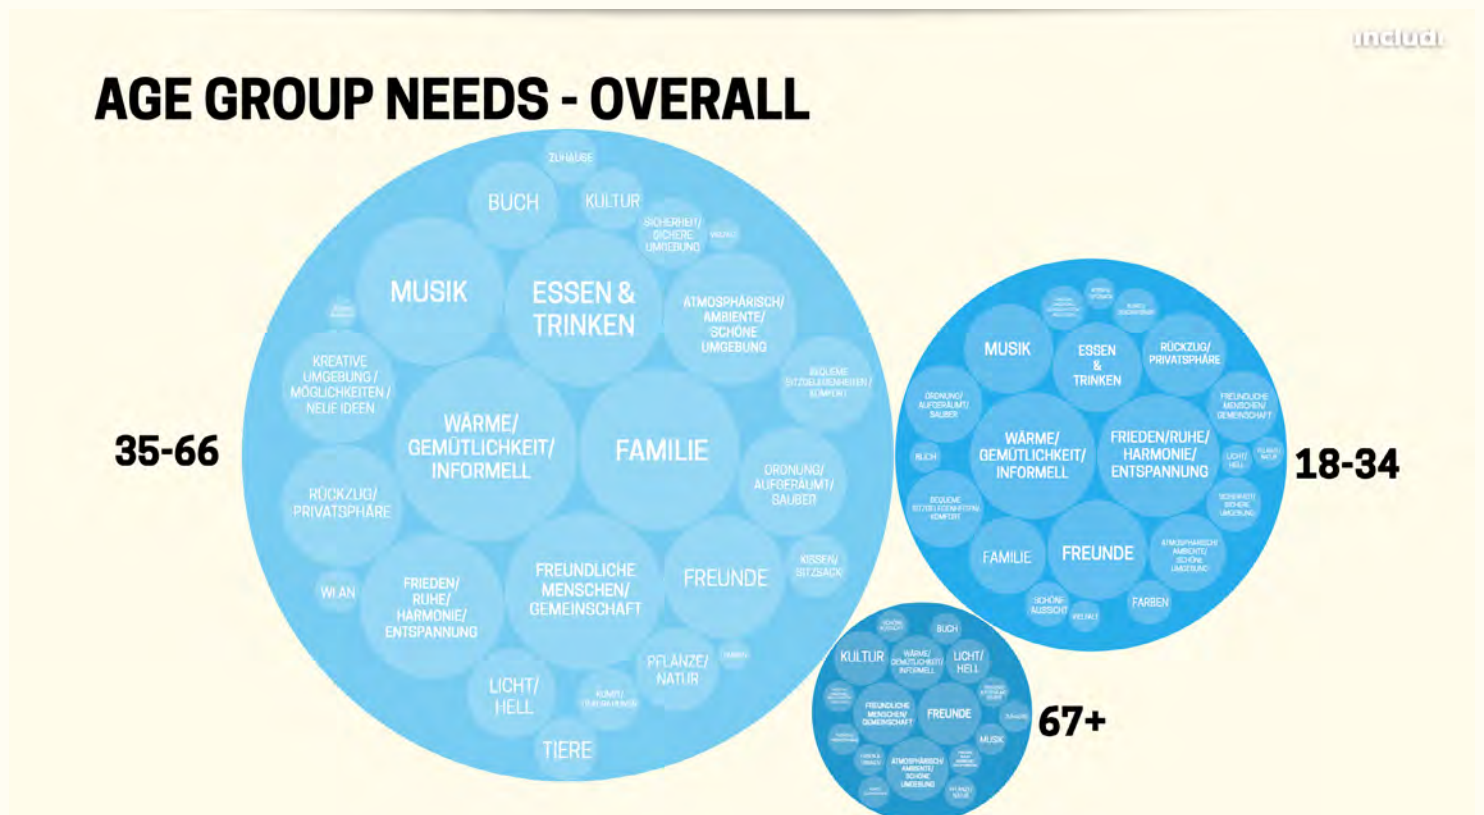 includi
AGE GROUP NEEDS - OVERALL
35-66
ZUHAUSE
BUCH
KULTUR
SICHERHEIT/
SICHERE
UMGEBUNG
MUSIK
ESSEN &
TRINKEN
ATMOSPHÄRISCH/
AMBIENTE/
SCHÖNE
UMGEBUNG
KREATIVE
UMGEBUNG /
MÖGLICHKEITEN /
NEUE IDEEN
BEQUEME
SITZGELEGENHEITEN /
KOMFORT
WÄRME/
GEMÜTLICHKEIT/
INFORMELL
FAMILIE
ORDNUNG/
AUFGERÄUMT/
SAUBER
RÜCKZUG/
PRIVATSPHÄRE
FRIEDEN/
RUHE/
HARMONIE/
ENTSPANNUNG
FREUNDLICHE
MENSCHEN/
GEMEINSCHAFT
FREUNDE
KISSEN/
SITZSACK
WLAN
PFLANZE/
NATUR
FARBEN
LICHT/
HELL
TIERE
18-34
MUSIK
ESSEN
&
TRINKEN
RÜCKZUG/
PRIVATSPHÄRE
ORDNUNG/
AUFGERÄUMT/
SAUBER
FREUNDLICHE
MENSCHEN/
GEMEINSCHAFT
WÄRME/
GEMÜTLICHKEIT/
INFORMELL
FRIEDEN/RUHE/
HARMONIE/
ENTSPANNUNG
BUCH
LICHT/
HELL
BEQUEME
SITZGELEGENHEITEN/
KOMFORT
SICHERHEIT/
SICHERE
UMGEBUNG
FAMILIE
FREUNDE
ATMOSPHÄRISCH/
AMBIENTE/
SCHÖNE
UMGEBUNG
SCHÖNE
AUSSICHT
VIELFALT
FARBEN
67+
BUCH
KULTUR
WÄRME/
GEMÜTLICHKEIT/
INFORMELL
LICHT/
HELL
FREUNDLICHE
MENSCHEN/
GEMEINSCHAFT
FREUNDE
ZUHAUSE
MUSIK
ATMOSPHÄRISCH/
AMBIENTE/
SCHÖNE
UMGEBUNG
PFLANZE/
NATUR